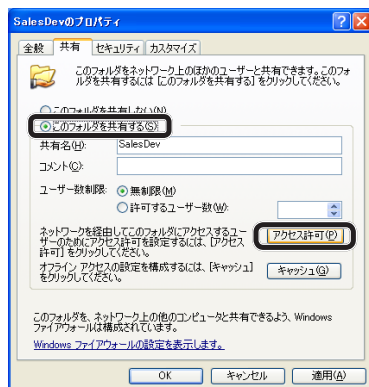 SalesDevのプロパティ
全般 共有 セキュリティ カスタマイズ
このフォルダをネットワーク上のほかのユーザーと共有できます。このフォ
ルダを共有するには [このフォルダを共有する] をクリックしてください。
このフォルダを共有しない(N)
このフォルダを共有する(S)
共有名(H): SalesDev
コメント(C):
ユーザー数制限: 無制限(M)
許可するユーザー数(W):
ネットワークを経由してこのフォルダにアクセスするユー
ザーのためにアクセス許可を設定するには、[アクセス
許可] をクリックしてください。
アクセス許可(P)
オフライン アクセスの設定を構成するには、[キャッシュ]
をクリックしてください。
キャッシュ(G)
このフォルダを、ネットワーク上の他のコンピュータと共有できるよう、Windows
ファイアウォールは構成されています。
Windows ファイアウォールの設定を表示します。
OK キャンセル 適用(A)